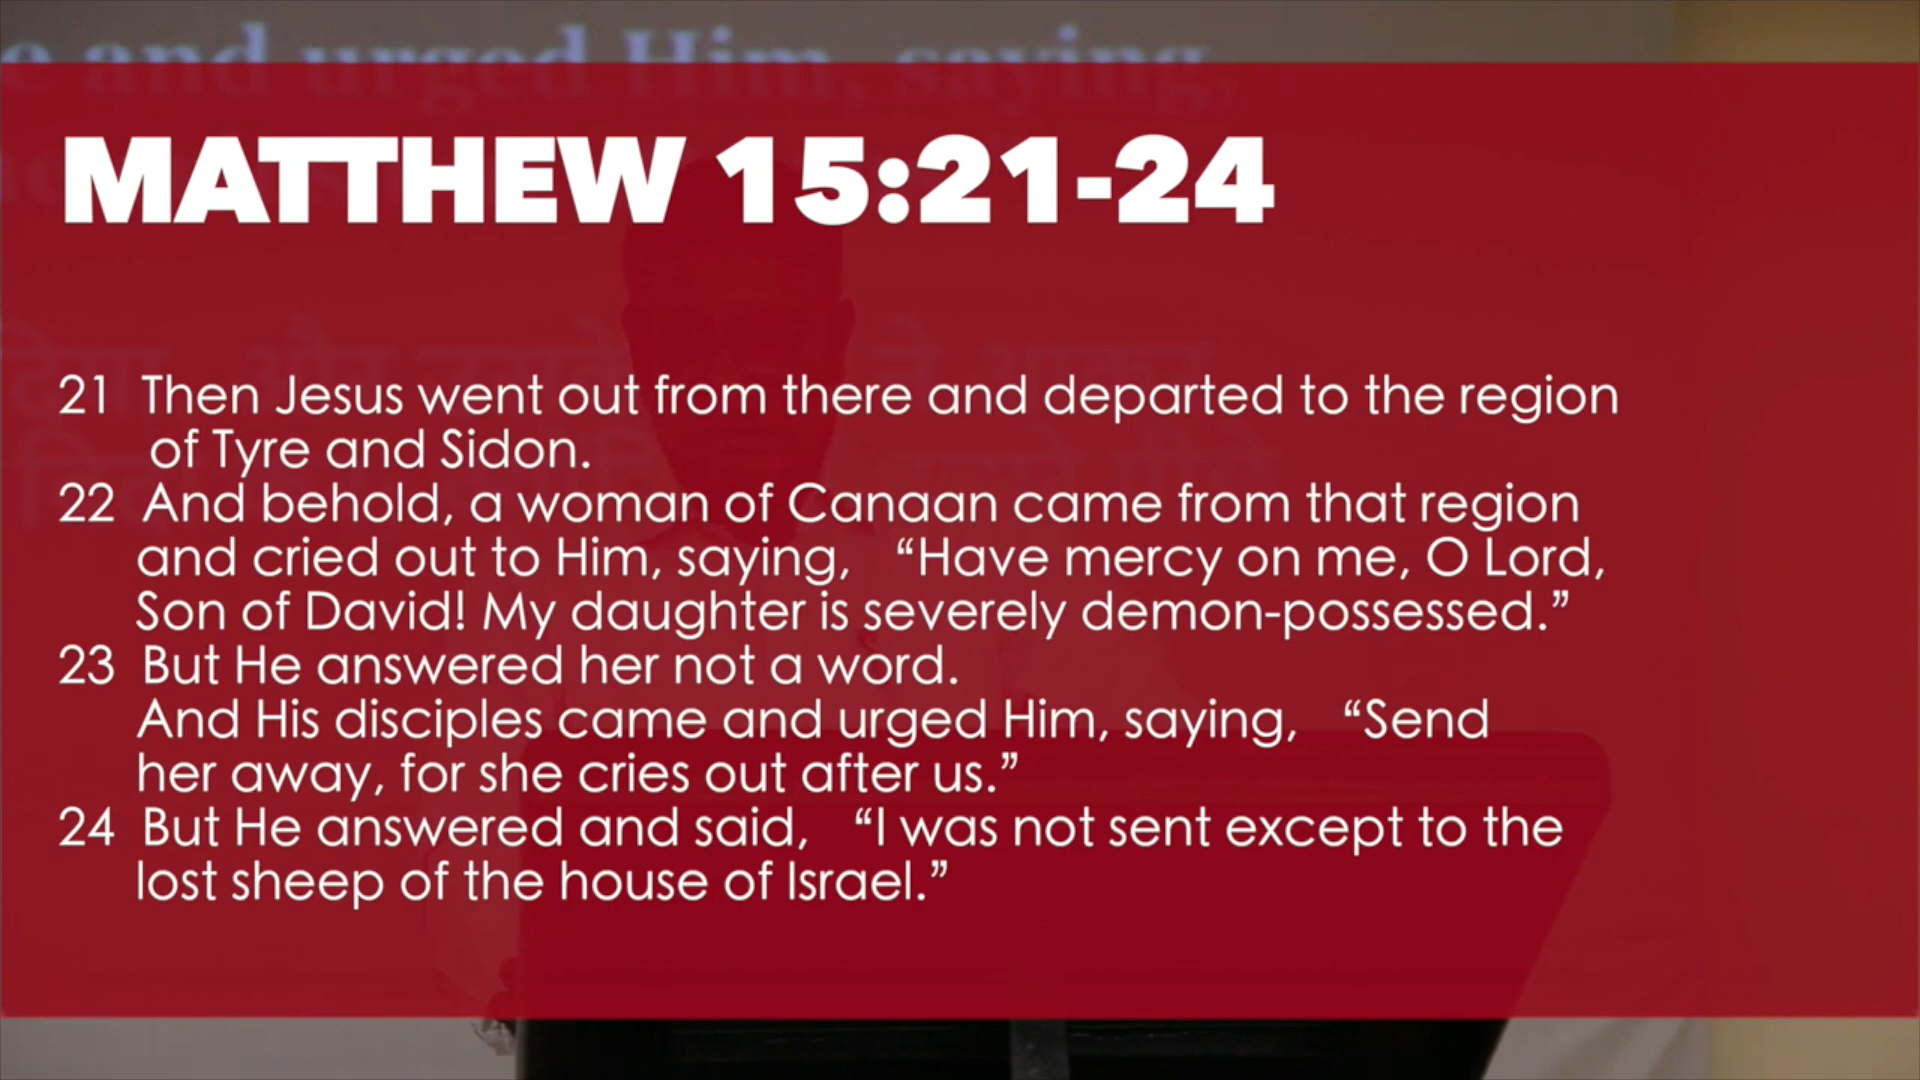 e and urged Him, saying,
MATTHEW 15:21-24
21 Then Jesus went out from there and departed to the region
of Tyre and Sidon.
22 And behold, a woman of Canaan came from that region
and cried out to Him, saying, “Have mercy on me, O Lord,
Son of David! My daughter is severely demon-possessed.”
23 But He answered her not a word.
And His disciples came and urged Him, saying, “Send
her away, for she cries out after us.”
24 But He answered and said, “I was not sent except to the
lost sheep of the house of Israel.”